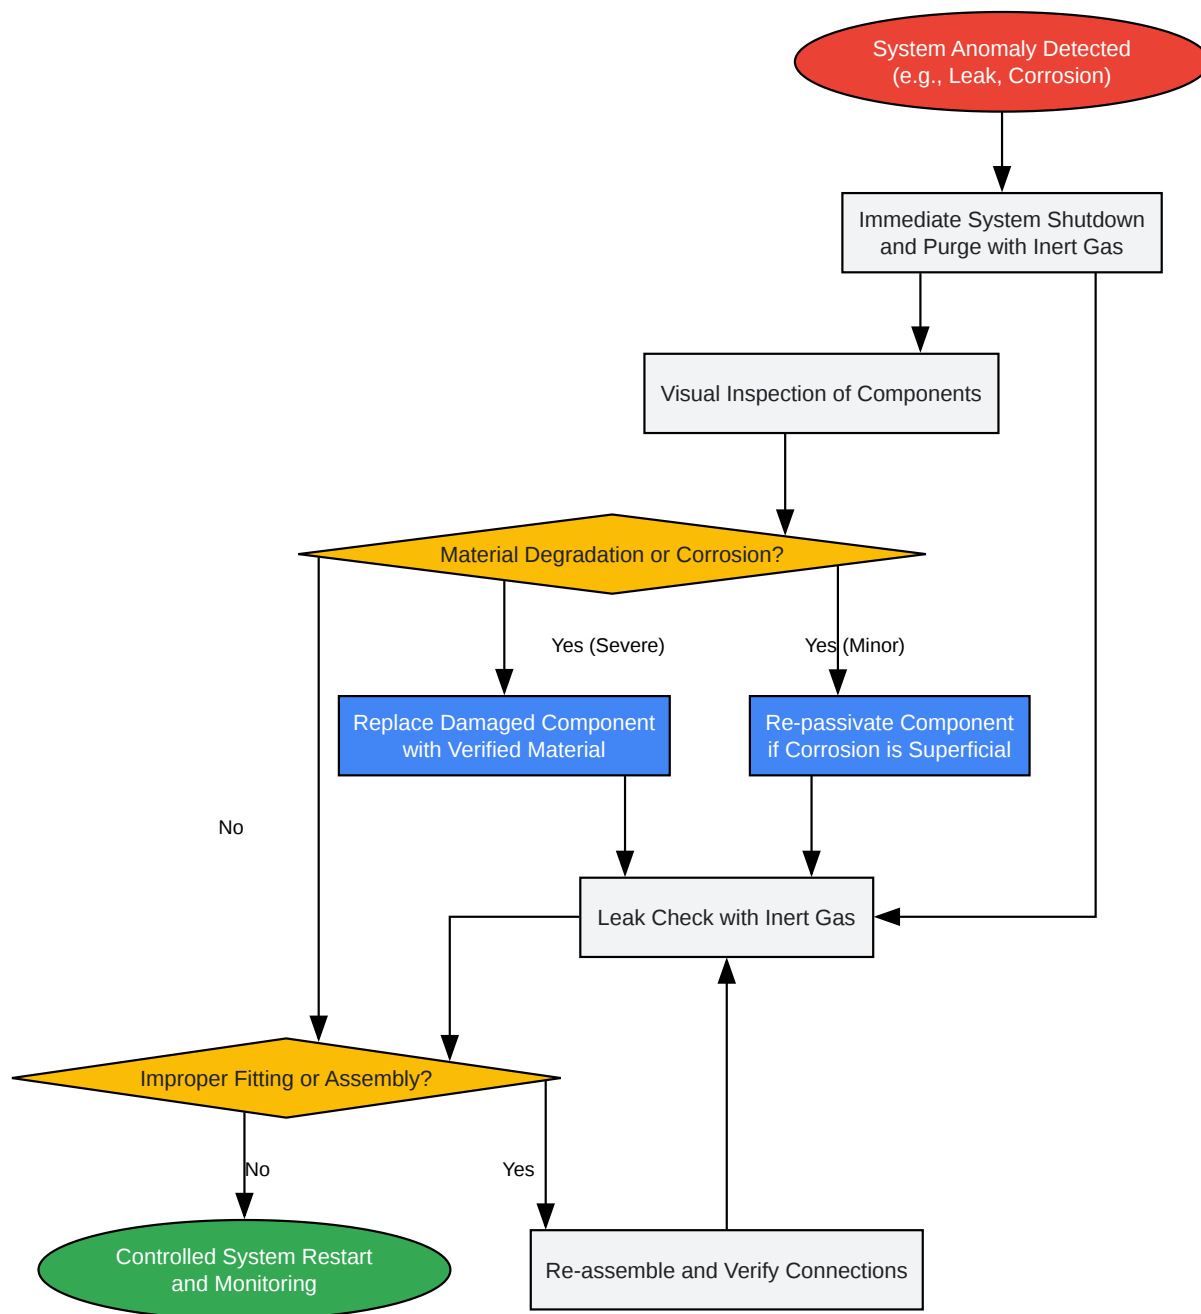 System Anomaly Detected
(e.g., Leak, Corrosion)
Immediate System Shutdown
and Purge with Inert Gas
Visual Inspection of Components
Material Degradation or Corrosion?
Yes (Severe)
Yes (Minor)
Replace Damaged Component
with Verified Material
Re-passivate Component
if Corrosion is Superficial
No
Leak Check with Inert Gas
Improper Fitting or Assembly?
No
Yes
Controlled System Restart
and Monitoring
Re-assemble and Verify Connections